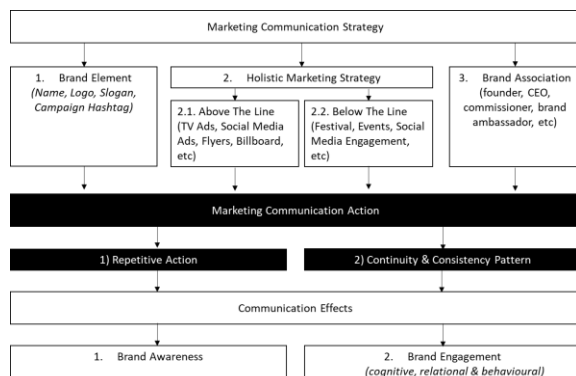 Marketing Communication Strategy
1. Brand Element
(Name, Logo, Slogan,
Campaign Hashtag)
2. Holistic Marketing Strategy
3. Brand Association
(founder, CEO,
commissioner, brand
ambassador, etc)
2.1. Above The Line
(TV Ads, Social Media
Ads, Flyers, Billboard,
etc)
2.2. Below The Line
(Festival, Events, Social
Media Engagement,
etc)
Marketing Communication Action
1) Repetitive Action
2) Continuity & Consistency Pattern
Communication Effects
1. Brand Awareness
2. Brand Engagement
(cognitive, relational & behavioural)